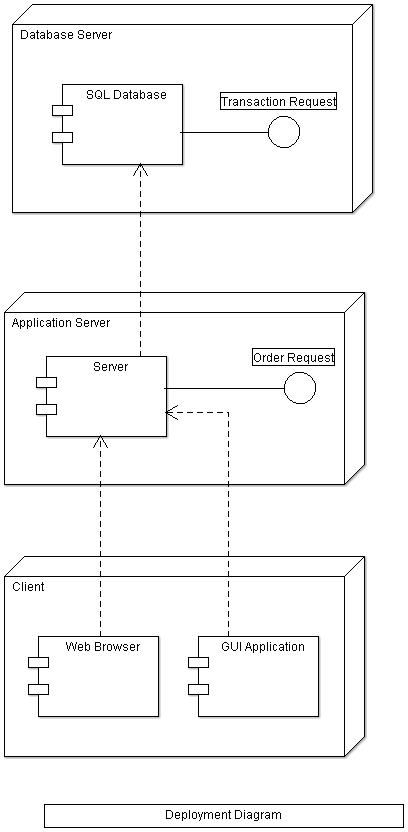 Database Server
SQL Database
Transaction Request
Application Server
Server
Order Request
Client
Web Browser
GUI Application
Deployment Diagram